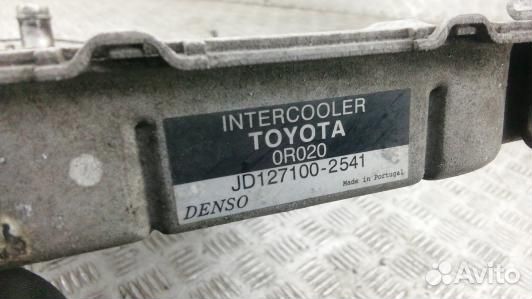 INTERCOOLER
TOYOTA
0R020
JD127100-2541
DENSO
Made in Portugal
Avito